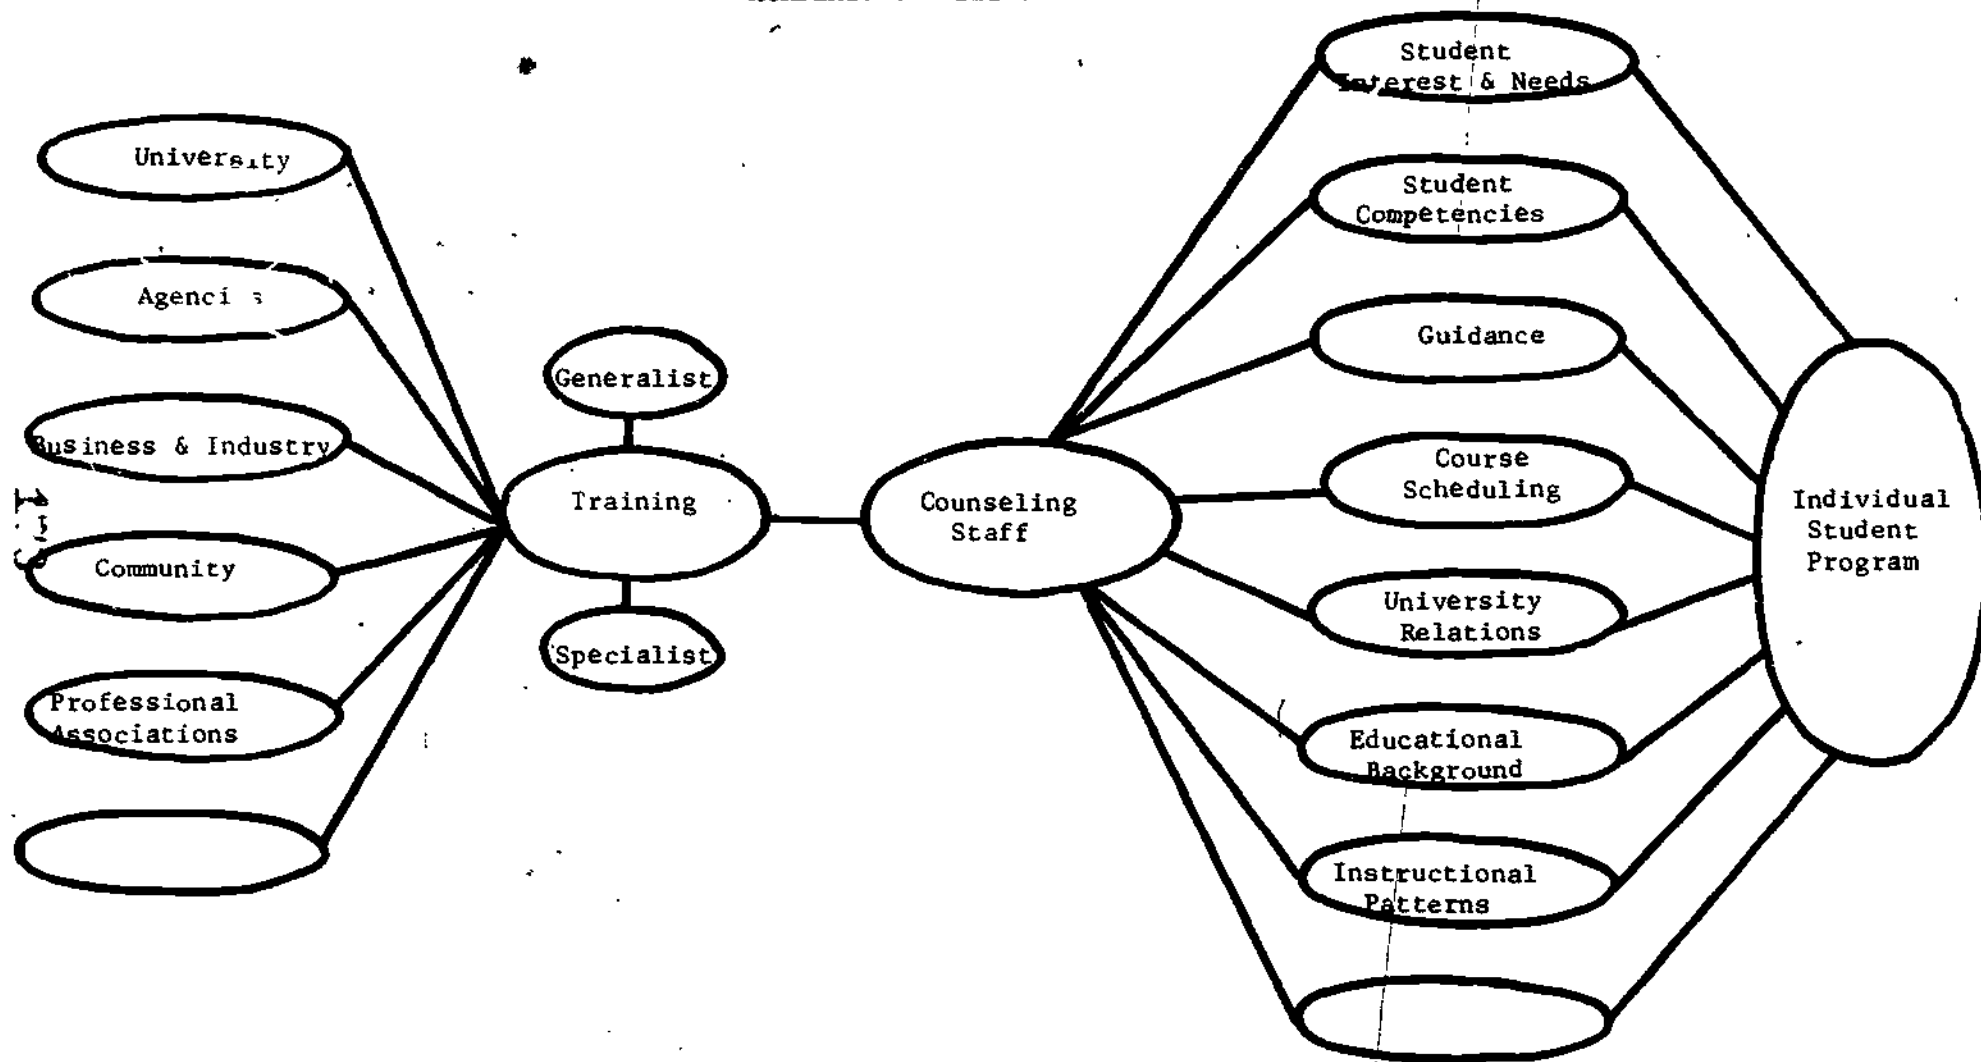 University
Agencies
Business & Industry
Community
Professional
Associations
Generalist
Training
Specialist
Counseling
Staff
Student
Interest & Needs
Student
Competencies
Guidance
Course
Scheduling
University
Relations
Educational
Background
Instructional
Patterns
Individual
Student
Program